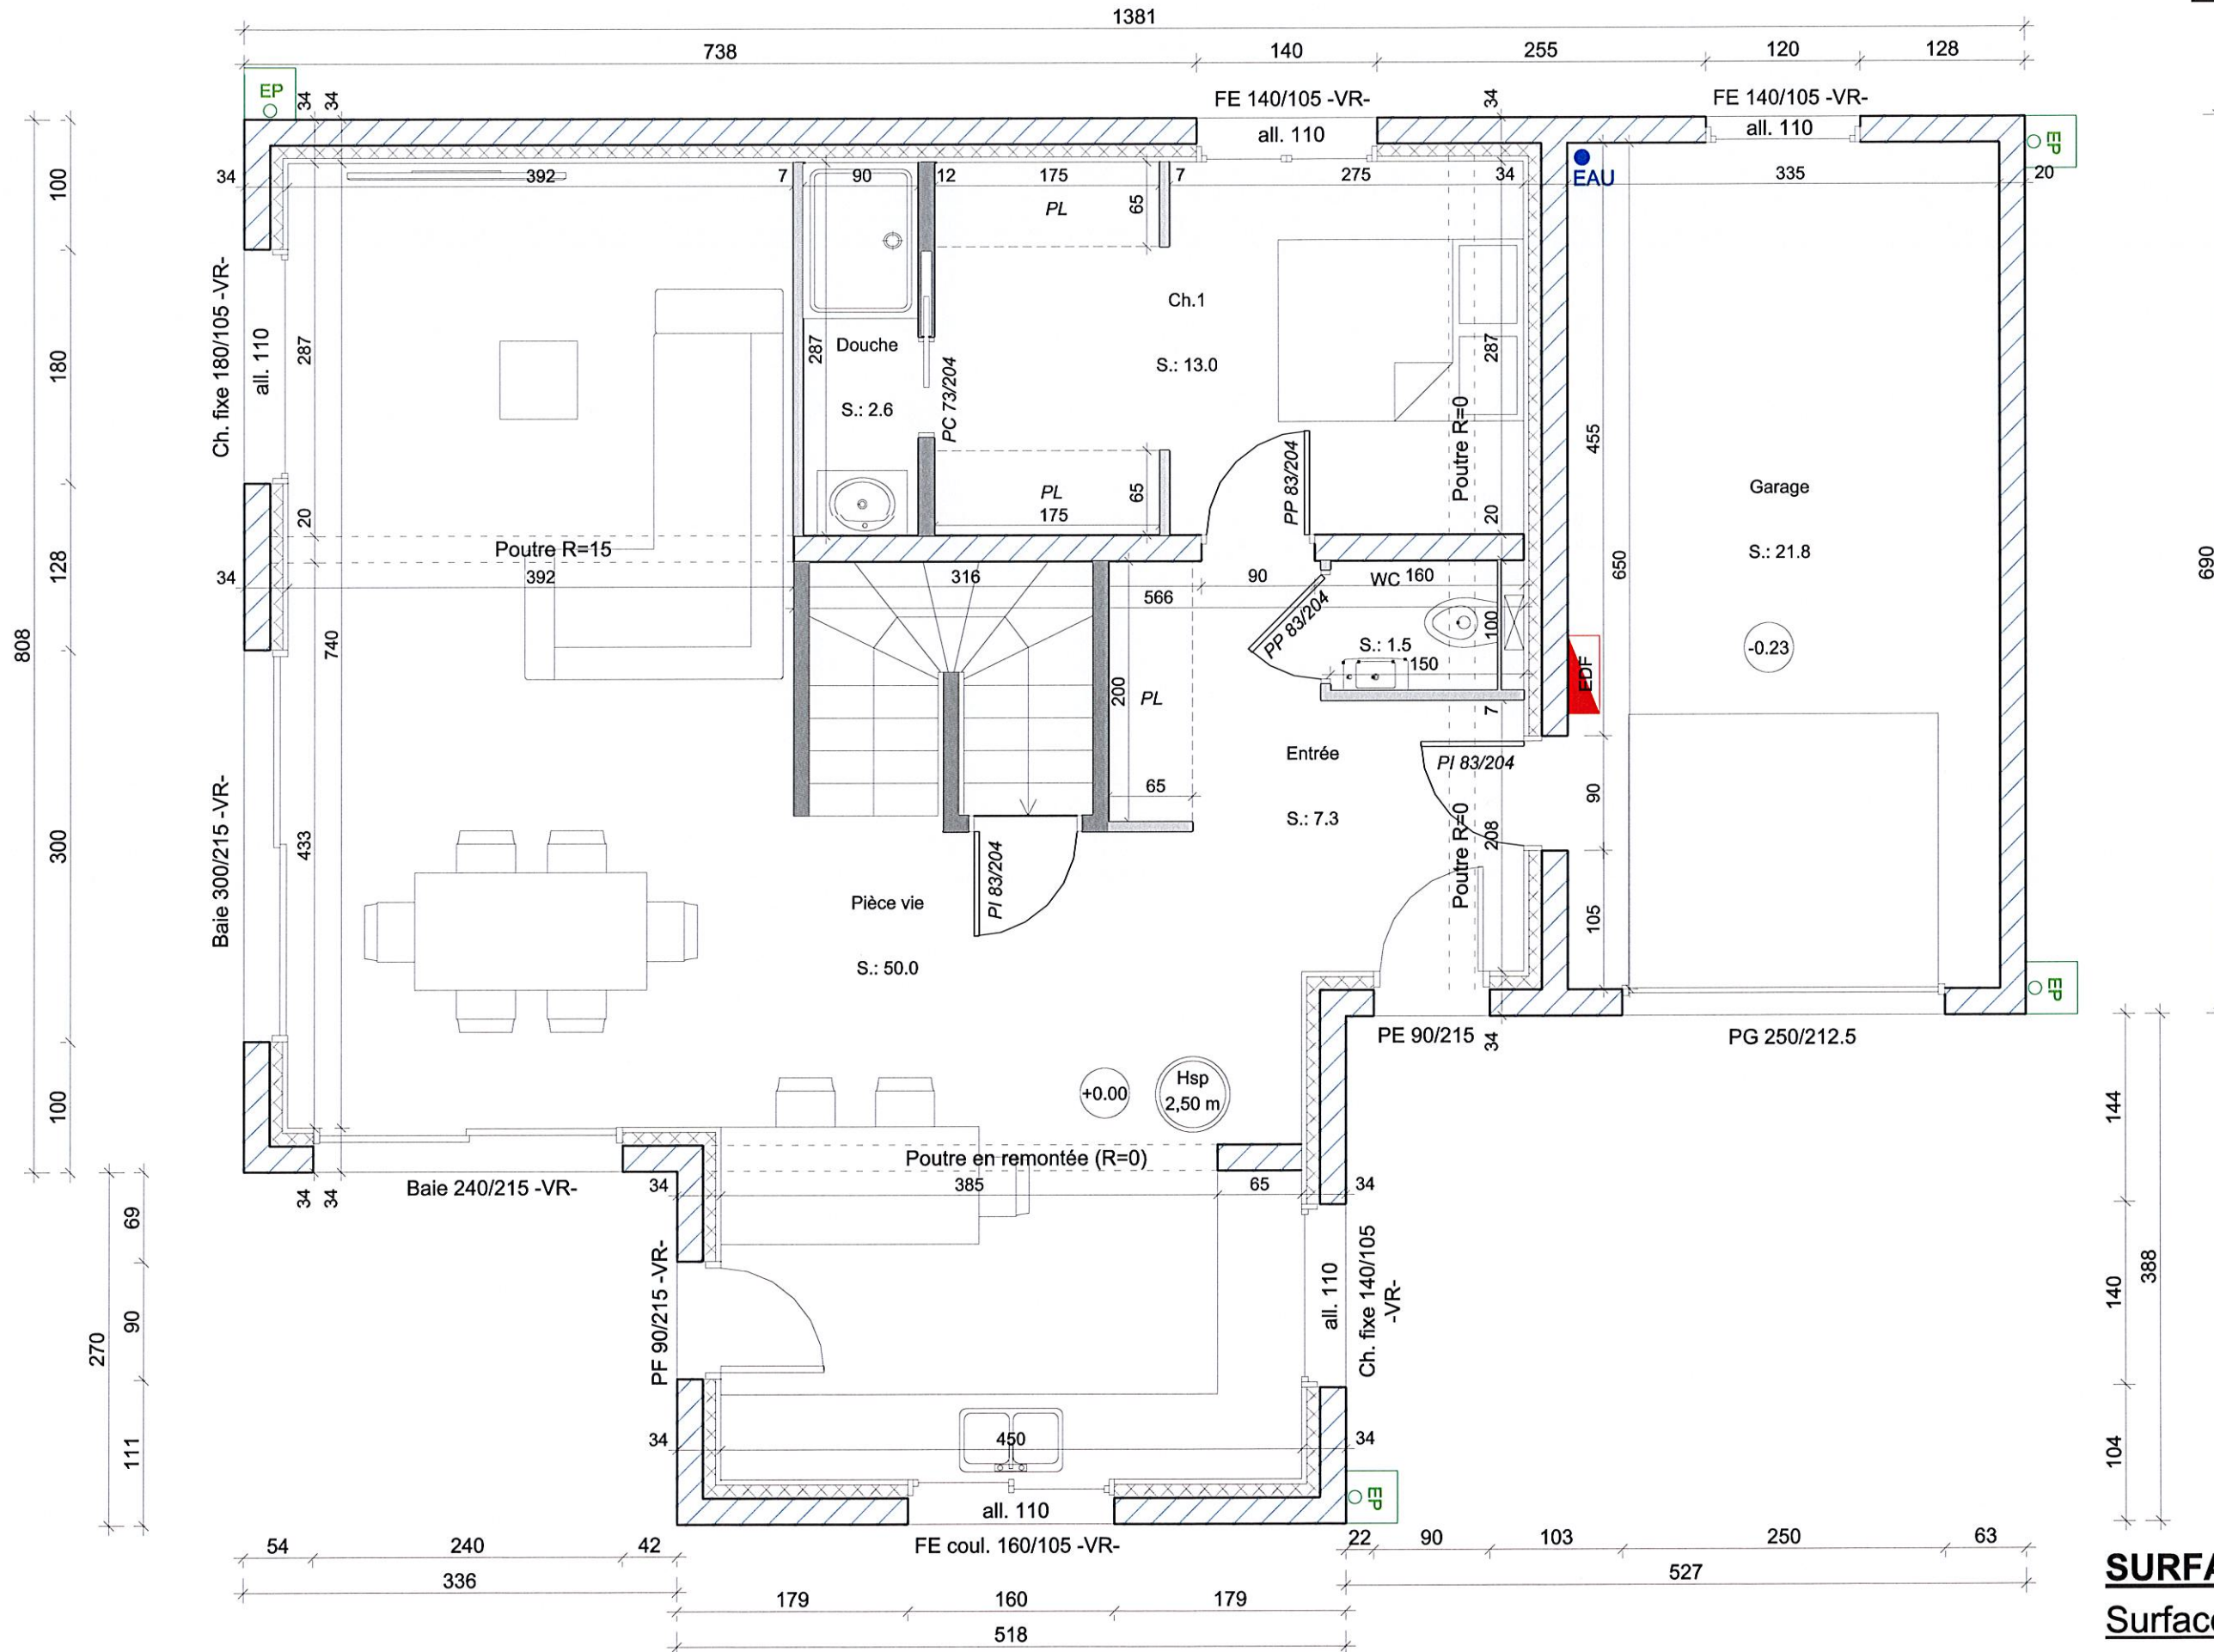 1381
738 140 255 120 128
EP
34 34
FE 140/105 -VR-
34
FE 140/105 -VR-
all. 110
all. 110
EP
EAU
34 392 7 90 12 175 7 275 34 335 20
PL
65
100
180
128
300
100
808
Ch. fixe 180/105 -VR-
all. 110
287
Douche
287
S.: 2.6
PC 73/204
Ch.1
S.: 13.0
287
Poutre R=0
455
Garage
S.: 21.8
690
PL
175
65
PP 83/204
20
20
Poutre R=15
34 392 316 90 WC 160
566
650
740
PP 83/204
S.: 1.5
100
150
EDF
-0.23
200
PL
7
Entrée
PI 83/204
65
S.: 7.3
90
Poutre R=0
208
433
Baie 300/215 -VR-
PI 83/204
Pièce vie
S.: 50.0
105
EP
PE 90/215
34
PG 250/212.5
+0.00
Hsp
2,50 m
Poutre en remontée (R=0)
34 34
Baie 240/215 -VR-
34 385 65 34
69
90
111
270
PF 90/215 -VR-
all. 110
Ch. fixe 140/105
-VR-
144
140
104
388
34 450 34
all. 110
EP
FE coul. 160/105 -VR-
54 240 42
22 90 103 250 63
336
527
179 160 179
518
SURFA
Surface